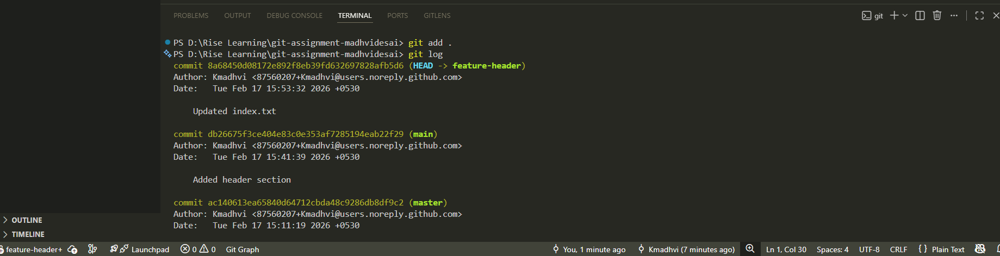 PROBLEMS OUTPUT DEBUG CONSOLE TERMINAL PORTS GITLENS git
PS D:\Rise Learning\git-assignment-madhvidesai> git add .
PS D:\Rise Learning\git-assignment-madhvidesai> git log
commit 8a68450d08172e892f8eb39fd632697828afb5d6 (HEAD -> feature-header)
Author: Kmadhvi <87560207+Kmadhvi@users.noreply.github.com>
Date:   Tue Feb 17 15:53:32 2026 +0530
    Updated index.txt
commit db26675f3ce404e83c0e353af7285194eab22f29 (main)
Author: Kmadhvi <87560207+Kmadhvi@users.noreply.github.com>
Date:   Tue Feb 17 15:41:39 2026 +0530
    Added header section
commit ac140613ea65840d64712cbda48c9286db8df9c2 (master)
Author: Kmadhvi <87560207+Kmadhvi@users.noreply.github.com>
Date:   Tue Feb 17 15:11:19 2026 +0530
OUTLINE
TIMELINE
feature-header+ Launchpad 0 0 Git Graph You, 1 minute ago Kmadhvi (7 minutes ago) Ln 1, Col 30 Spaces: 4 UTF-8 CRLF {} Plain Text